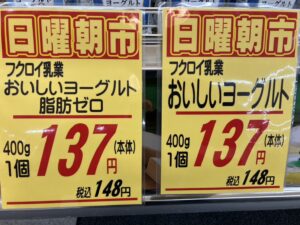 日曜朝市
フクロイ乳業
おいしいヨーグルト
脂肪ゼロ
400g
1個
137円
(本体)
税込148円
日曜朝市
フクロイ乳業
おいしいヨーグルト
400g
1個
137円
(本体)
税込148円